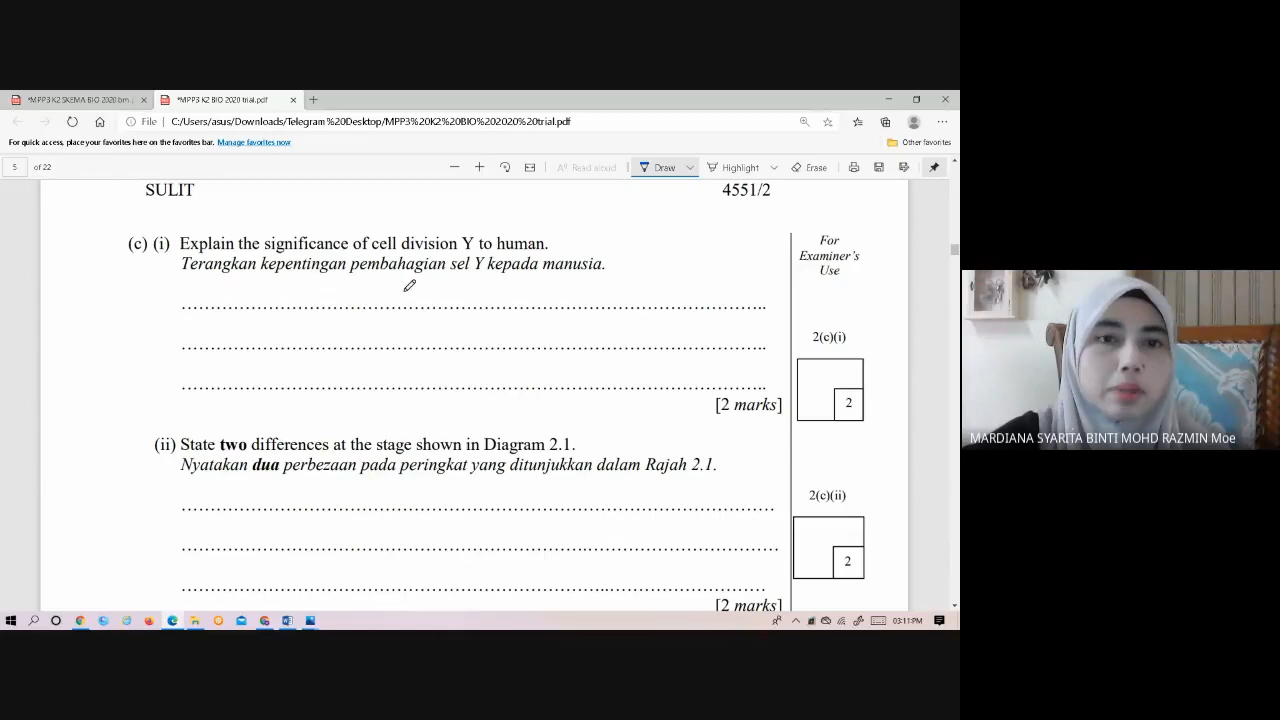 *MPP3 K2 SKEMA BIO 2020 bm.
*MPP3 K2 BIO 2020 trial.pdf
File
C:/Users/asus/Downloads/Telegram%20Desktop/MPP3%20K2%20BIO%202020%20trial.pdf
For quick access, place your favorites here on the favorites bar. Manage favorites now
Other favorites
5 of 22
Read aloud
Draw
Highlight
Erase
SULIT 4551/2
(c) (i) Explain the significance of cell division Y to human.
Terangkan kepentingan pembahagian sel Y kepada manusia.
For
Examiner's
Use
2(c)(i)
[2 marks]
2
(ii) State two differences at the stage shown in Diagram 2.1.
Nyatakan dua perbezaan pada peringkat yang ditunjukkan dalam Rajah 2.1.
2(c)(ii)
2
[2 marks]
MARDIANA SYARITA BINTI MOHD RAZMIN Moe
03:11PM